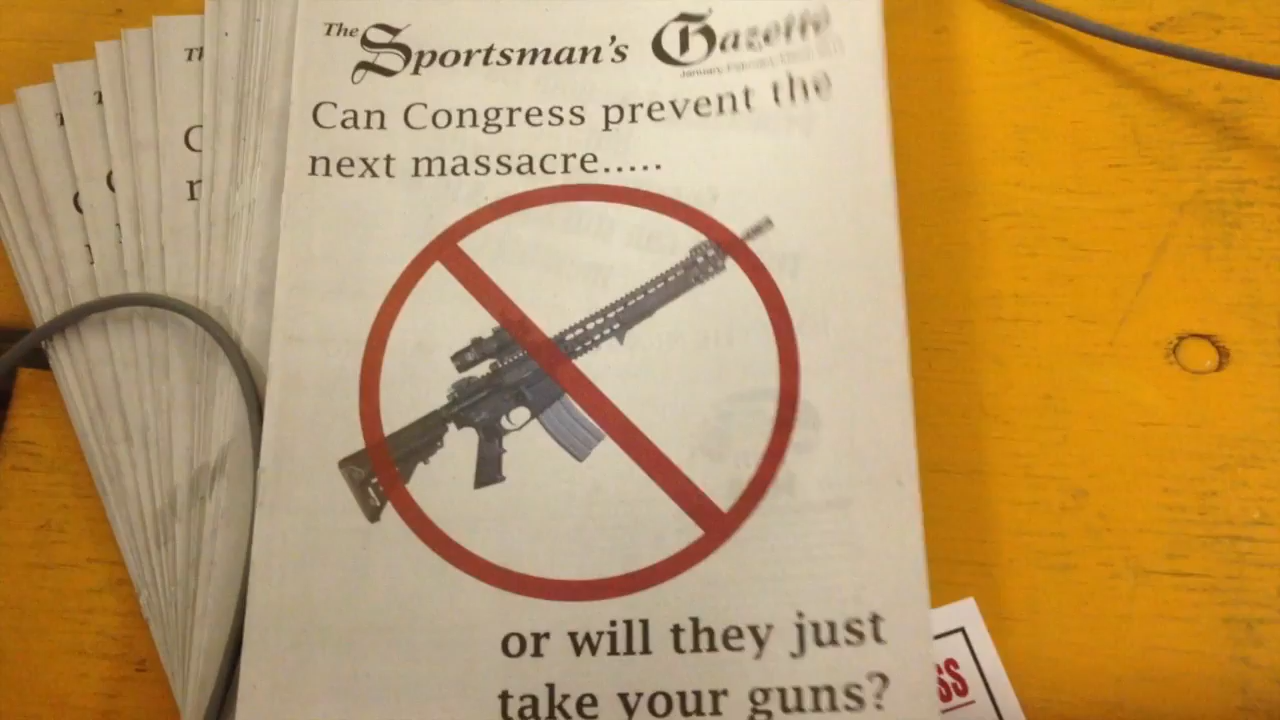 The Sportsman's Gazette
Can Congress prevent the
next massacre.....
or will they just
take your guns?